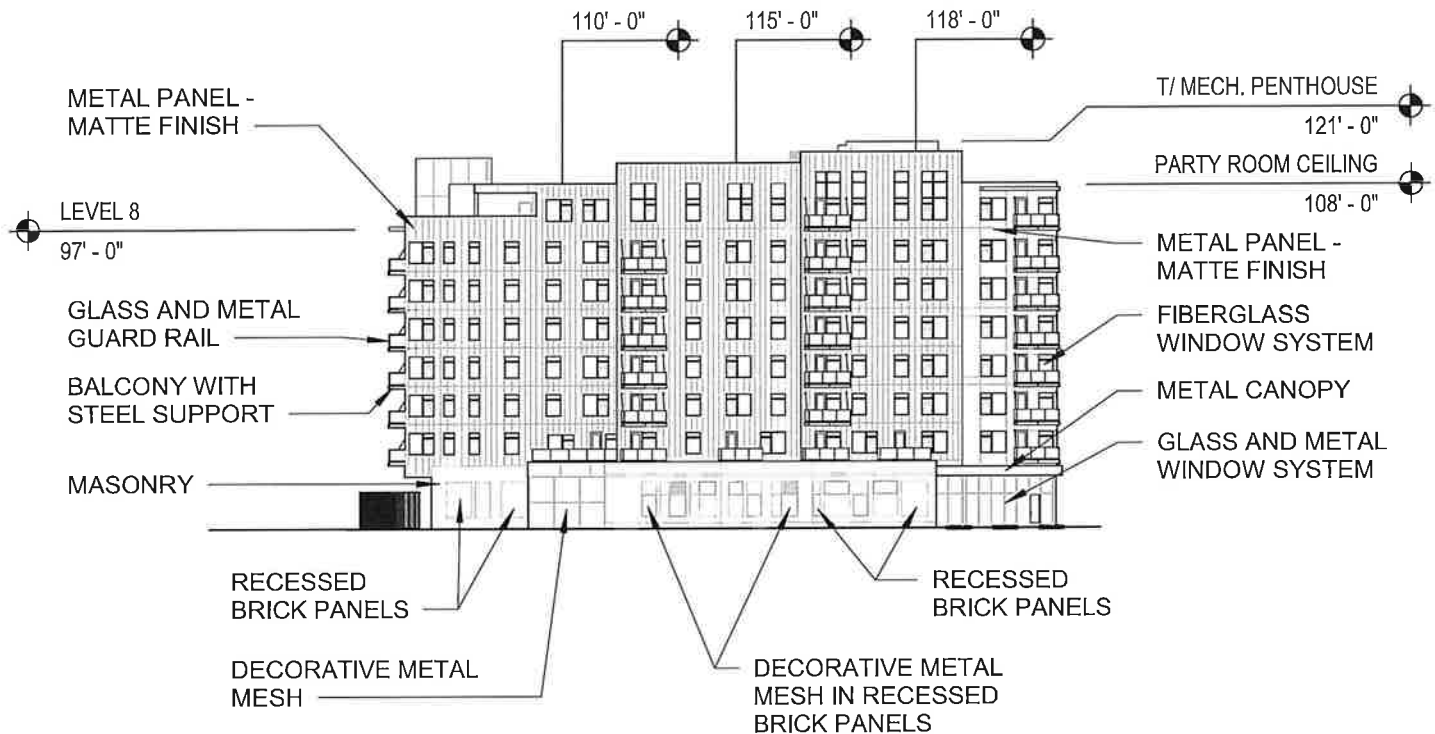 110' - 0"
115' - 0"
118' - 0"
METAL PANEL -
MATTE FINISH
T/ MECH. PENTHOUSE
121' - 0"
PARTY ROOM CEILING
108' - 0"
LEVEL 8
97' - 0"
METAL PANEL -
MATTE FINISH
GLASS AND METAL
GUARD RAIL
FIBERGLASS
WINDOW SYSTEM
BALCONY WITH
STEEL SUPPORT
METAL CANOPY
GLASS AND METAL
WINDOW SYSTEM
MASONRY
RECESSED
BRICK PANELS
RECESSED
BRICK PANELS
DECORATIVE METAL
MESH
DECORATIVE METAL
MESH IN RECESSED
BRICK PANELS